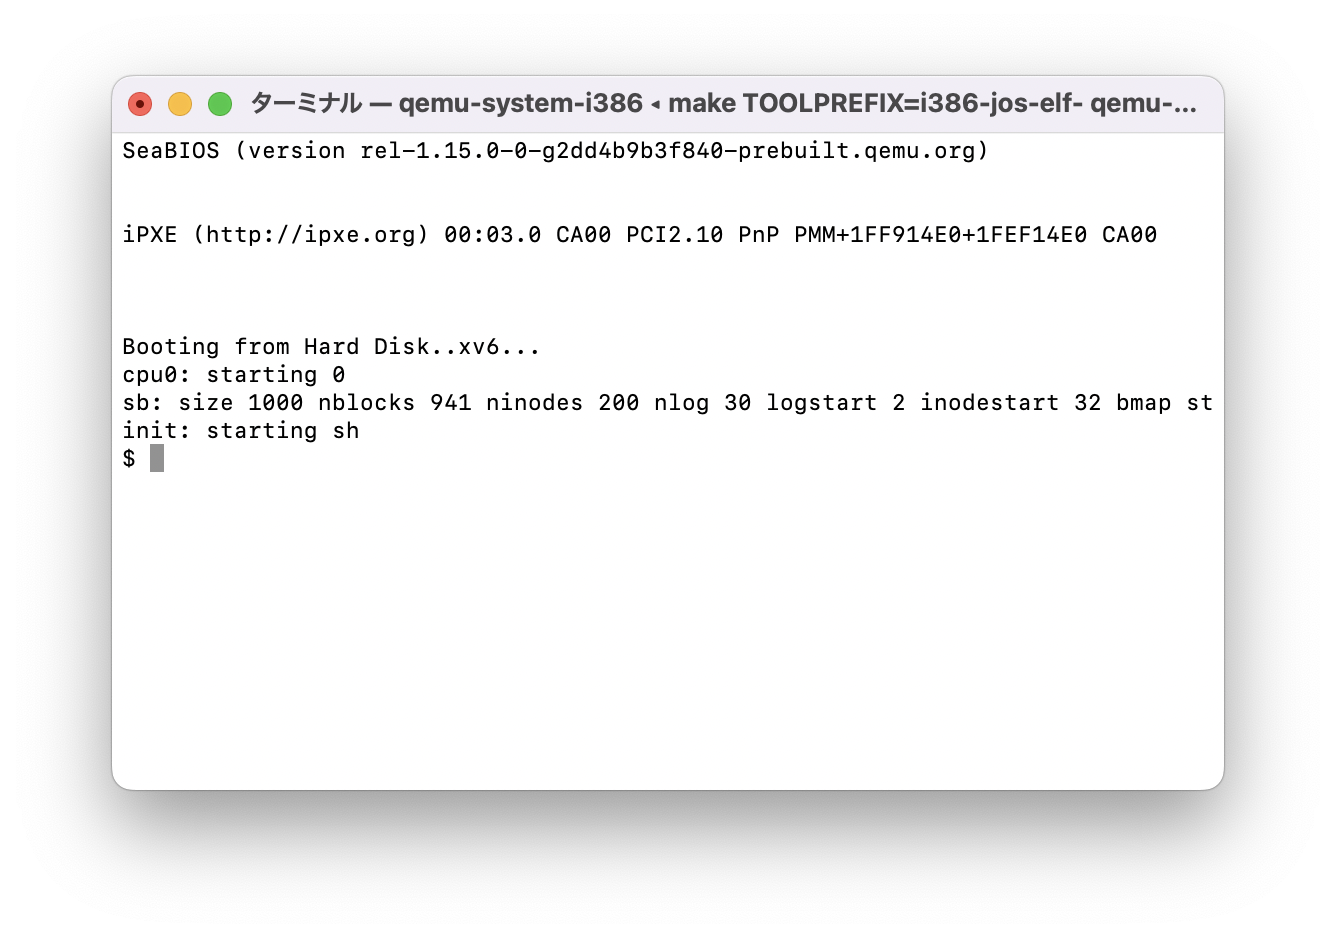 ターミナル — qemu-system-i386 ◂ make TOOLPREFIX=i386-jos-elf- qemu-...
SeaBIOS (version rel-1.15.0-0-g2dd4b9b3f840-prebuilt.qemu.org)
iPXE (http://ipxe.org) 00:03.0 CA00 PCI2.10 PnP PMM+1FF914E0+1FEF14E0 CA00
Booting from Hard Disk..xv6...
cpu0: starting 0
sb: size 1000 nblocks 941 ninodes 200 nlog 30 logstart 2 inodestart 32 bmap st
init: starting sh
$